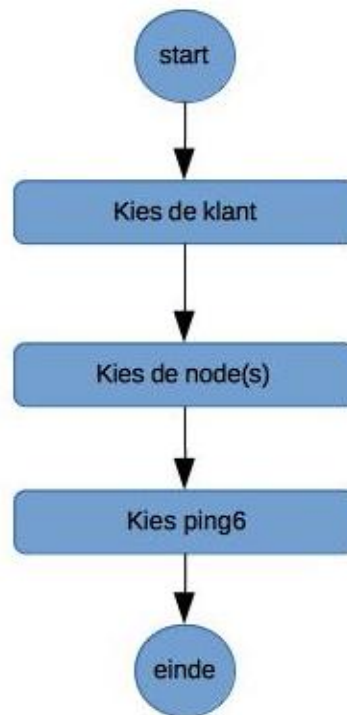 start
Kies de klant
Kies de node(s)
Kies ping6
einde